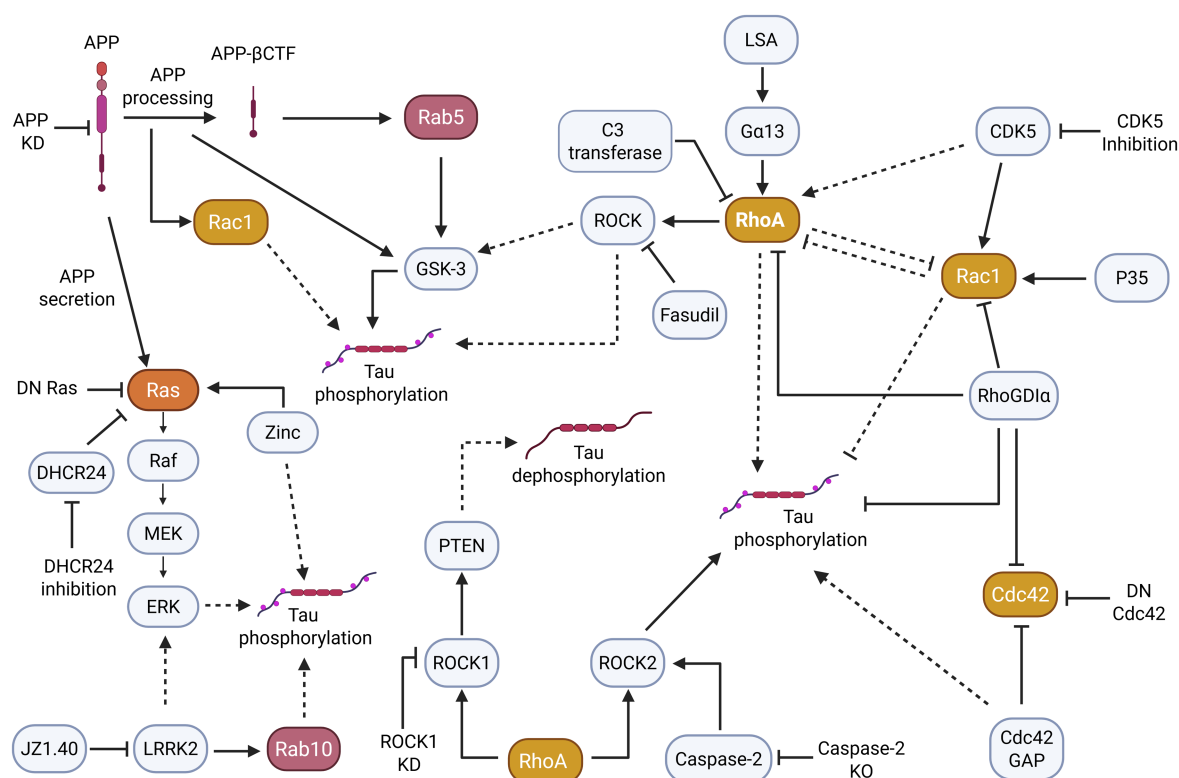 APP
APP-βCTF
LSA
APP
processing
APP
KD
Rab5
C3
transferase
Gα13
CDK5
CDK5
Inhibition
Rac1
ROCK
RhoA
GSK-3
Rac1
P35
APP
secretion
Fasudil
Tau
phosphorylation
DN Ras
Ras
RhoGDIα
Zinc
DHCR24
Raf
Tau
dephosphorylation
MEK
Tau
phosphorylation
PTEN
DHCR24
inhibition
ERK
Tau
phosphorylation
Cdc42
DN
Cdc42
ROCK1
ROCK2
JZ1.40
LRRK2
Rab10
ROCK1
KD
RhoA
Caspase-2
Caspase-2
KO
Cdc42
GAP